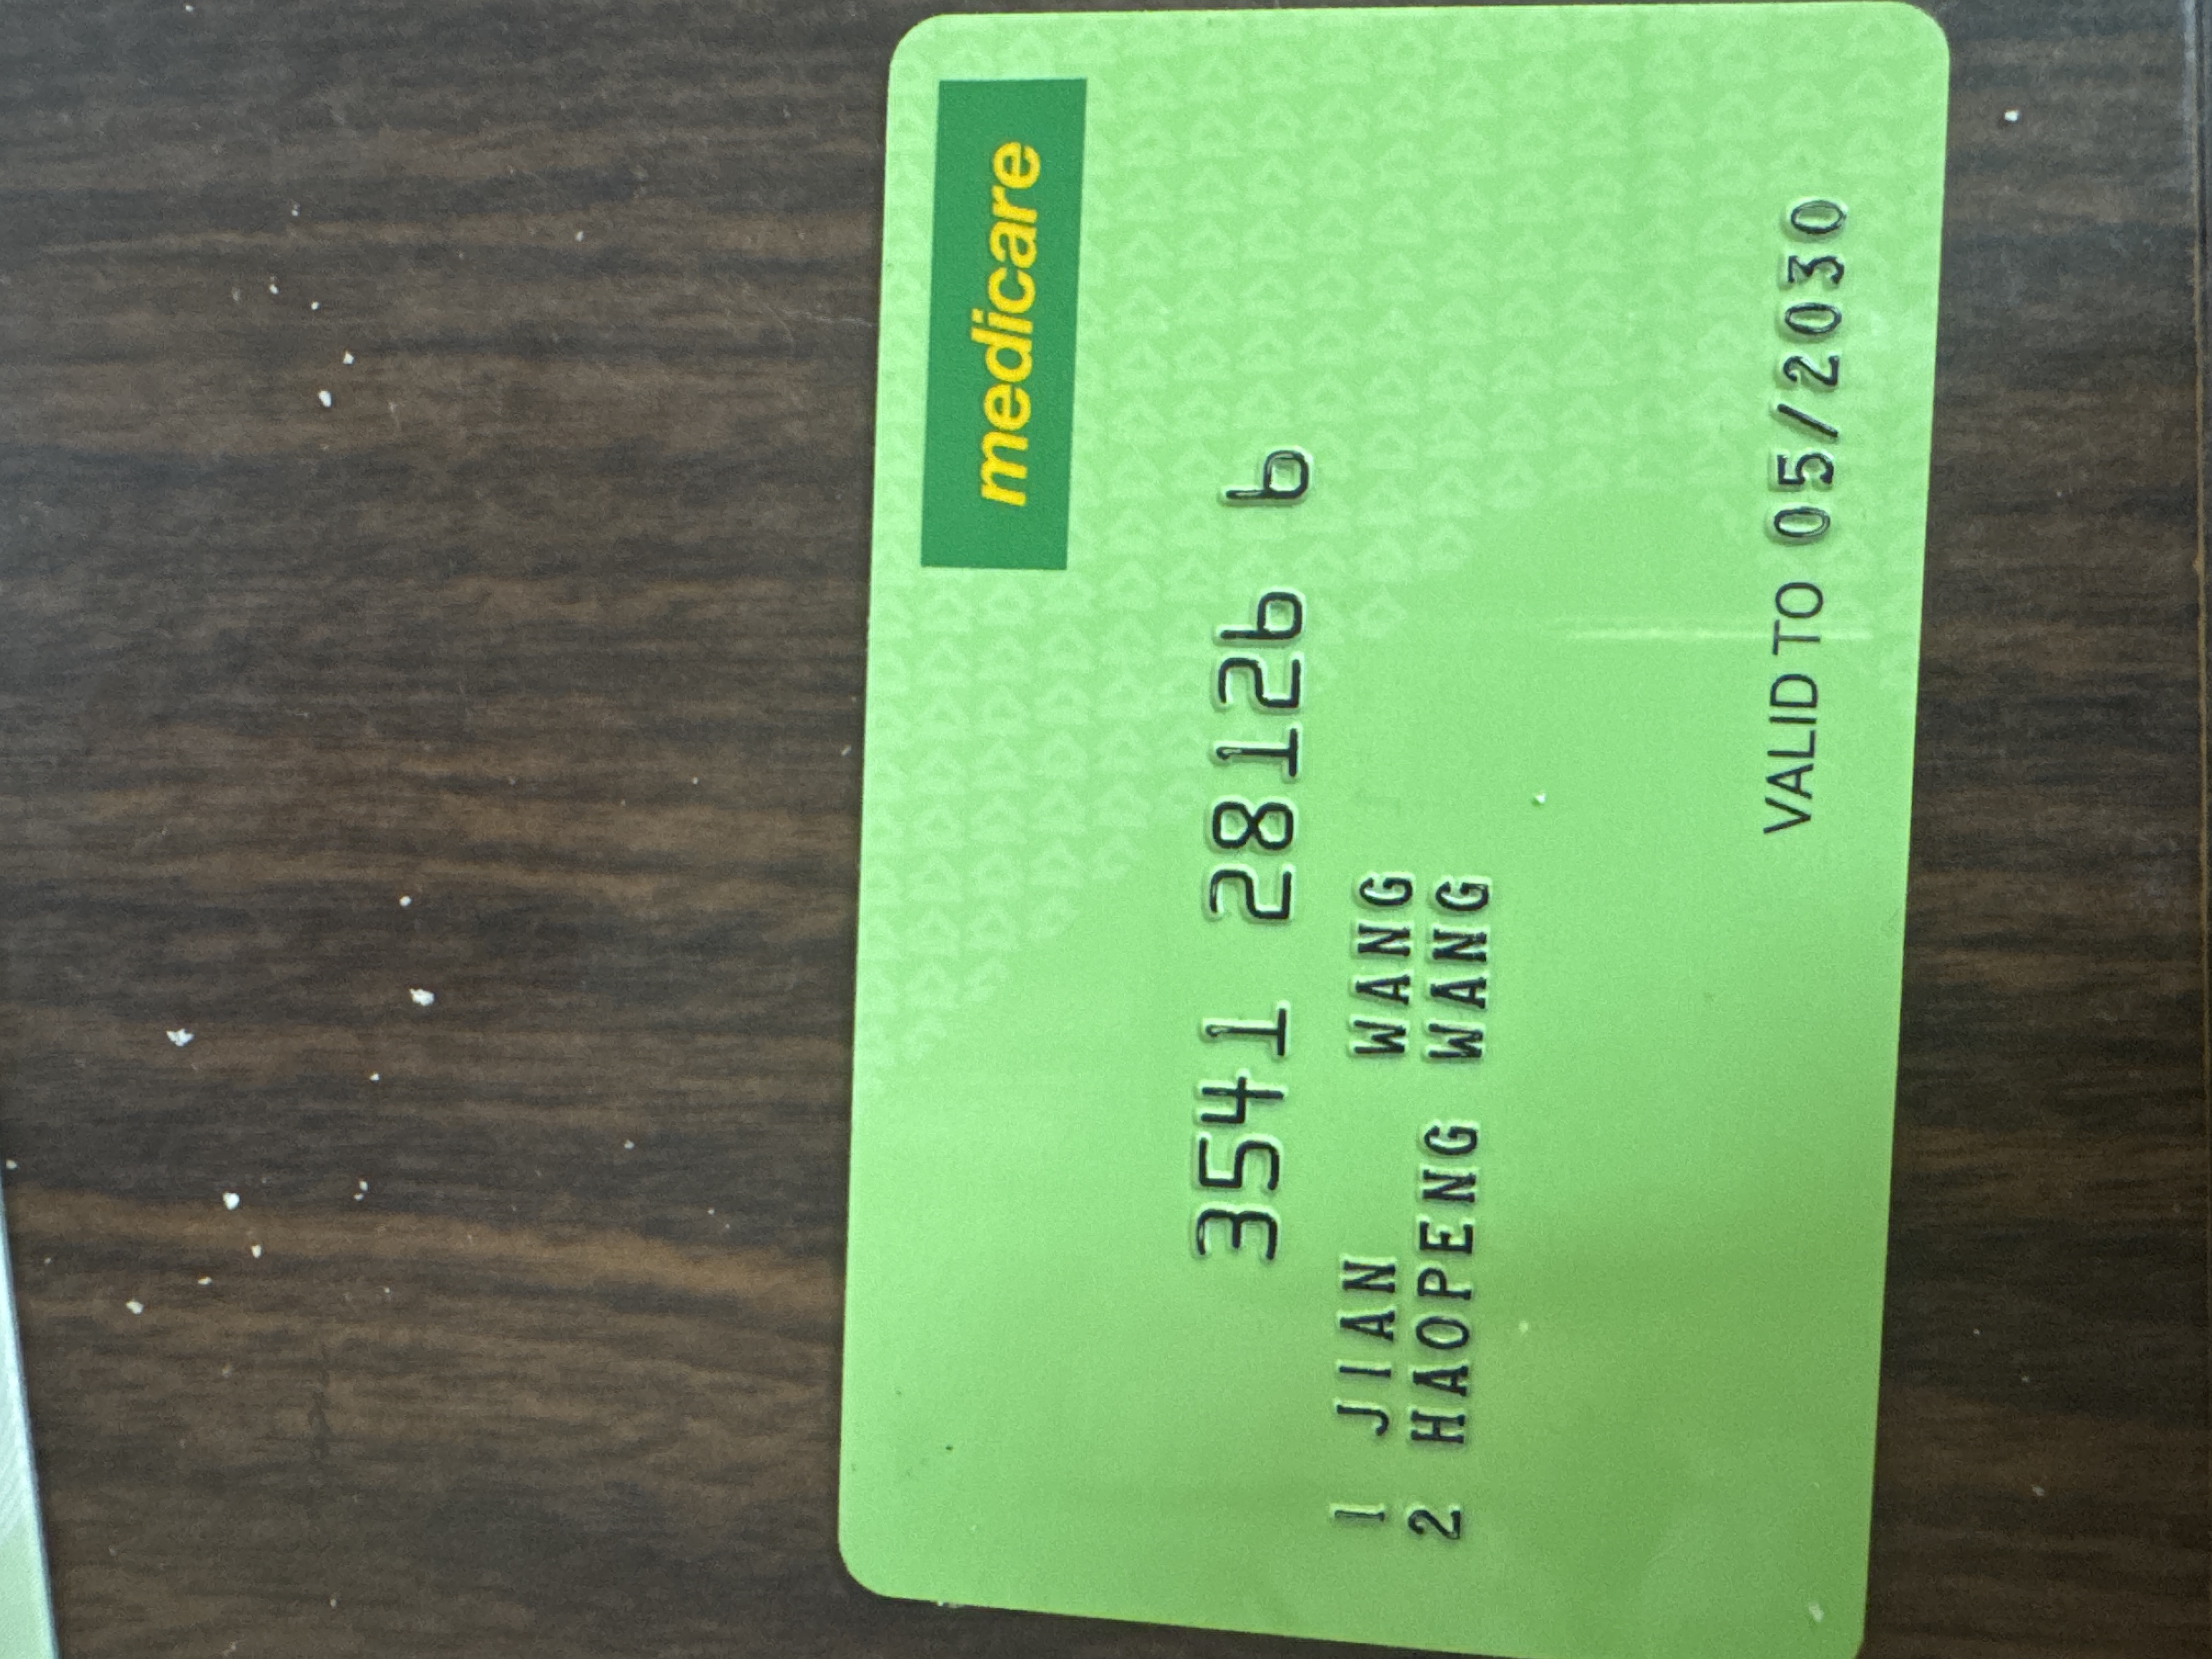 medicare
3541 28126 6
1 JIAN WANG
2 HAOPENG WANG
VALID TO 05/2030